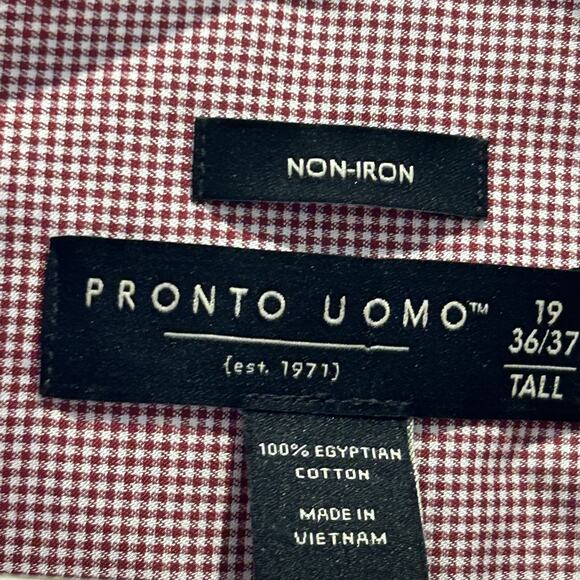 NON-IRON
PRONTO UOMO™
(est. 1971)
19
36/37
TALL
100% EGYPTIAN
COTTON
MADE IN
VIETNAM